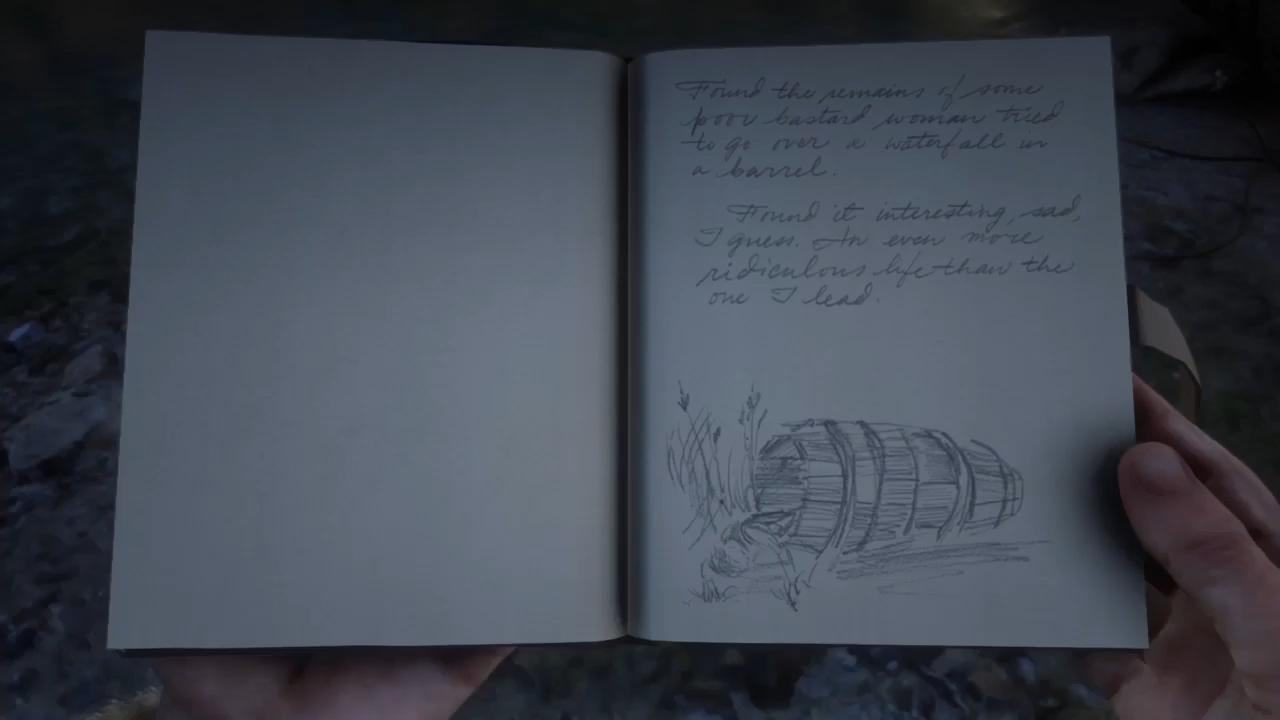 Found the remains of some
poor bastard woman tried
to go over a waterfall in
a barrel.
Found it interesting, sad,
I guess. An even more
ridiculous life than the
one I lead.